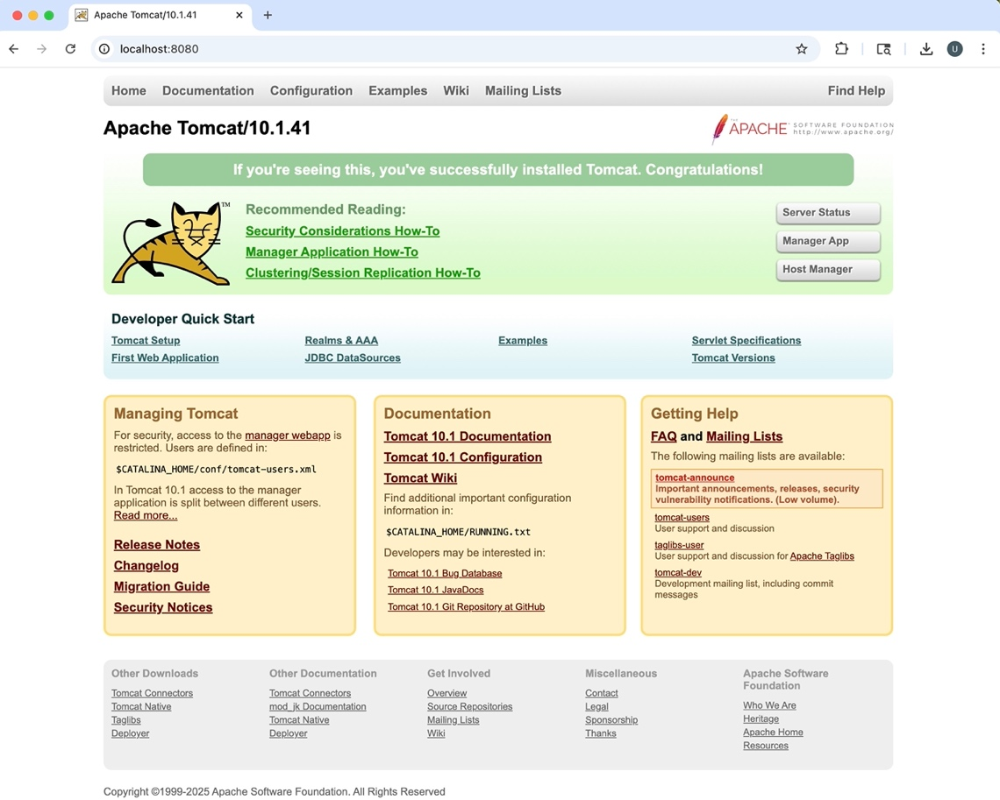 Apache Tomcat/10.1.41
localhost:8080
U
Home Documentation Configuration Examples Wiki Mailing Lists Find Help
Apache Tomcat/10.1.41
THE
APACHE SOFTWARE FOUNDATION
http://www.apache.org/
If you're seeing this, you've successfully installed Tomcat. Congratulations!
TM
Recommended Reading:
Security Considerations How-To
Manager Application How-To
Clustering/Session Replication How-To
Server Status
Manager App
Host Manager
Developer Quick Start
Tomcat Setup
First Web Application
Realms & AAA
JDBC DataSources
Examples
Servlet Specifications
Tomcat Versions
Managing Tomcat
For security, access to the manager webapp is
restricted. Users are defined in:
$CATALINA_HOME/conf/tomcat-users.xml
In Tomcat 10.1 access to the manager
application is split between different users.
Read more...
Release Notes
Changelog
Migration Guide
Security Notices
Documentation
Tomcat 10.1 Documentation
Tomcat 10.1 Configuration
Tomcat Wiki
Find additional important configuration
information in:
$CATALINA_HOME/RUNNING.txt
Developers may be interested in:
Tomcat 10.1 Bug Database
Tomcat 10.1 JavaDocs
Tomcat 10.1 Git Repository at GitHub
Getting Help
FAQ and Mailing Lists
The following mailing lists are available:
tomcat-announce
Important announcements, releases, security
vulnerability notifications. (Low volume).
tomcat-users
User support and discussion
taglibs-user
User support and discussion for Apache Taglibs
tomcat-dev
Development mailing list, including commit
messages
Other Downloads
Tomcat Connectors
Tomcat Native
Taglibs
Deployer
Other Documentation
Tomcat Connectors
mod_jk Documentation
Tomcat Native
Deployer
Get Involved
Overview
Source Repositories
Mailing Lists
Wiki
Miscellaneous
Contact
Legal
Sponsorship
Thanks
Apache Software
Foundation
Who We Are
Heritage
Apache Home
Resources
Copyright ©1999-2025 Apache Software Foundation. All Rights Reserved